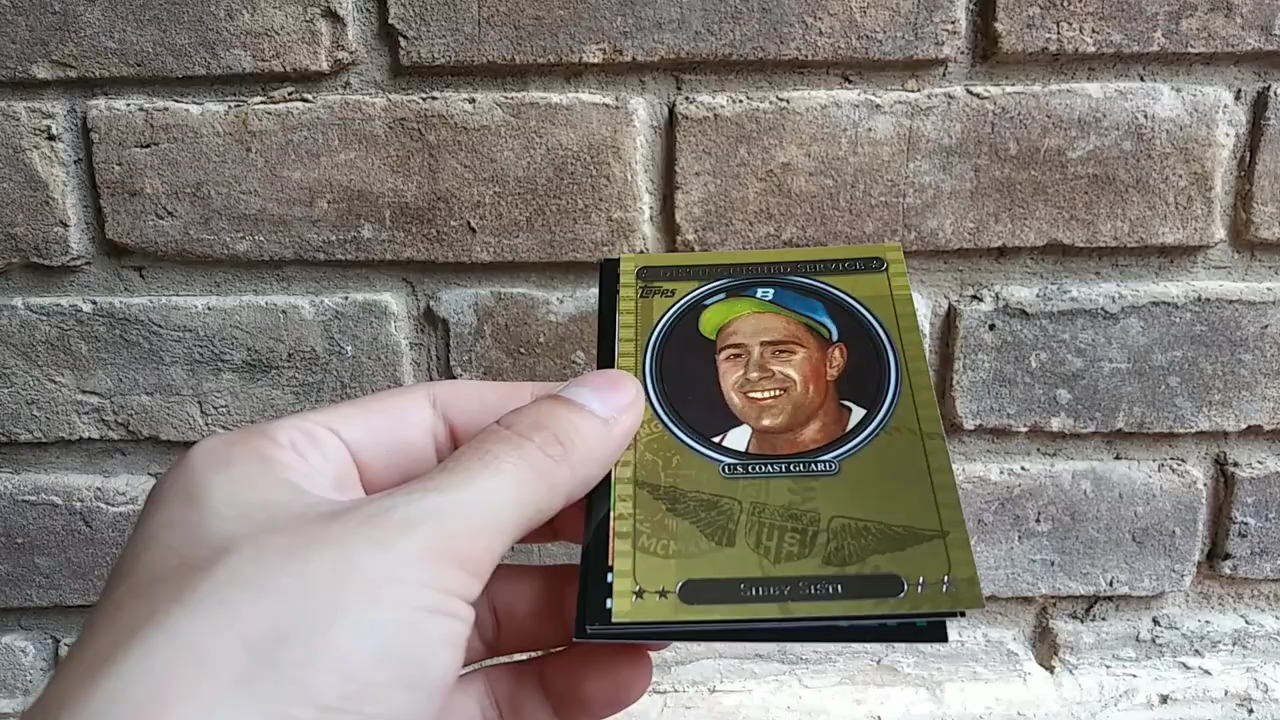 DISTINGUISHED SERVICE
Topps
B
U.S. COAST GUARD
SIBBY SISTI